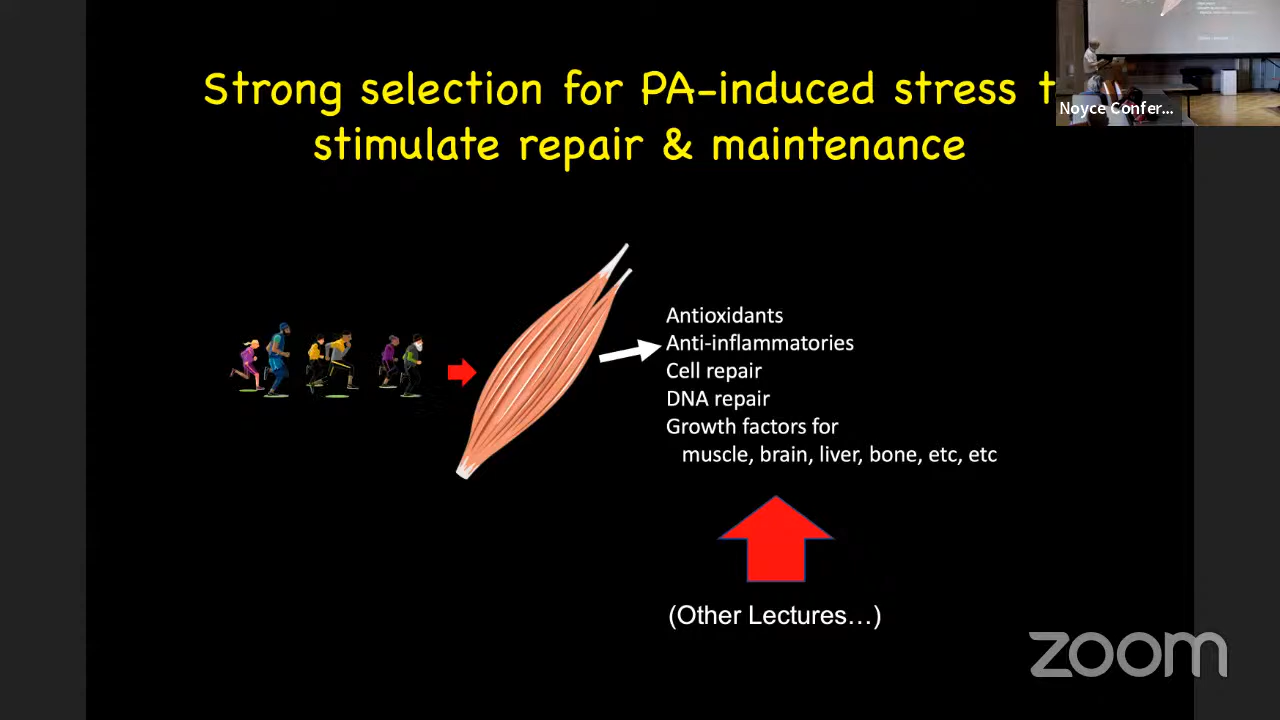 Strong selection for PA-induced stress t
stimulate repair & maintenance
Noyce Confer...
Antioxidants
Anti-inflammatories
Cell repair
DNA repair
Growth factors for
muscle, brain, liver, bone, etc, etc
(Other Lectures…)
zoom